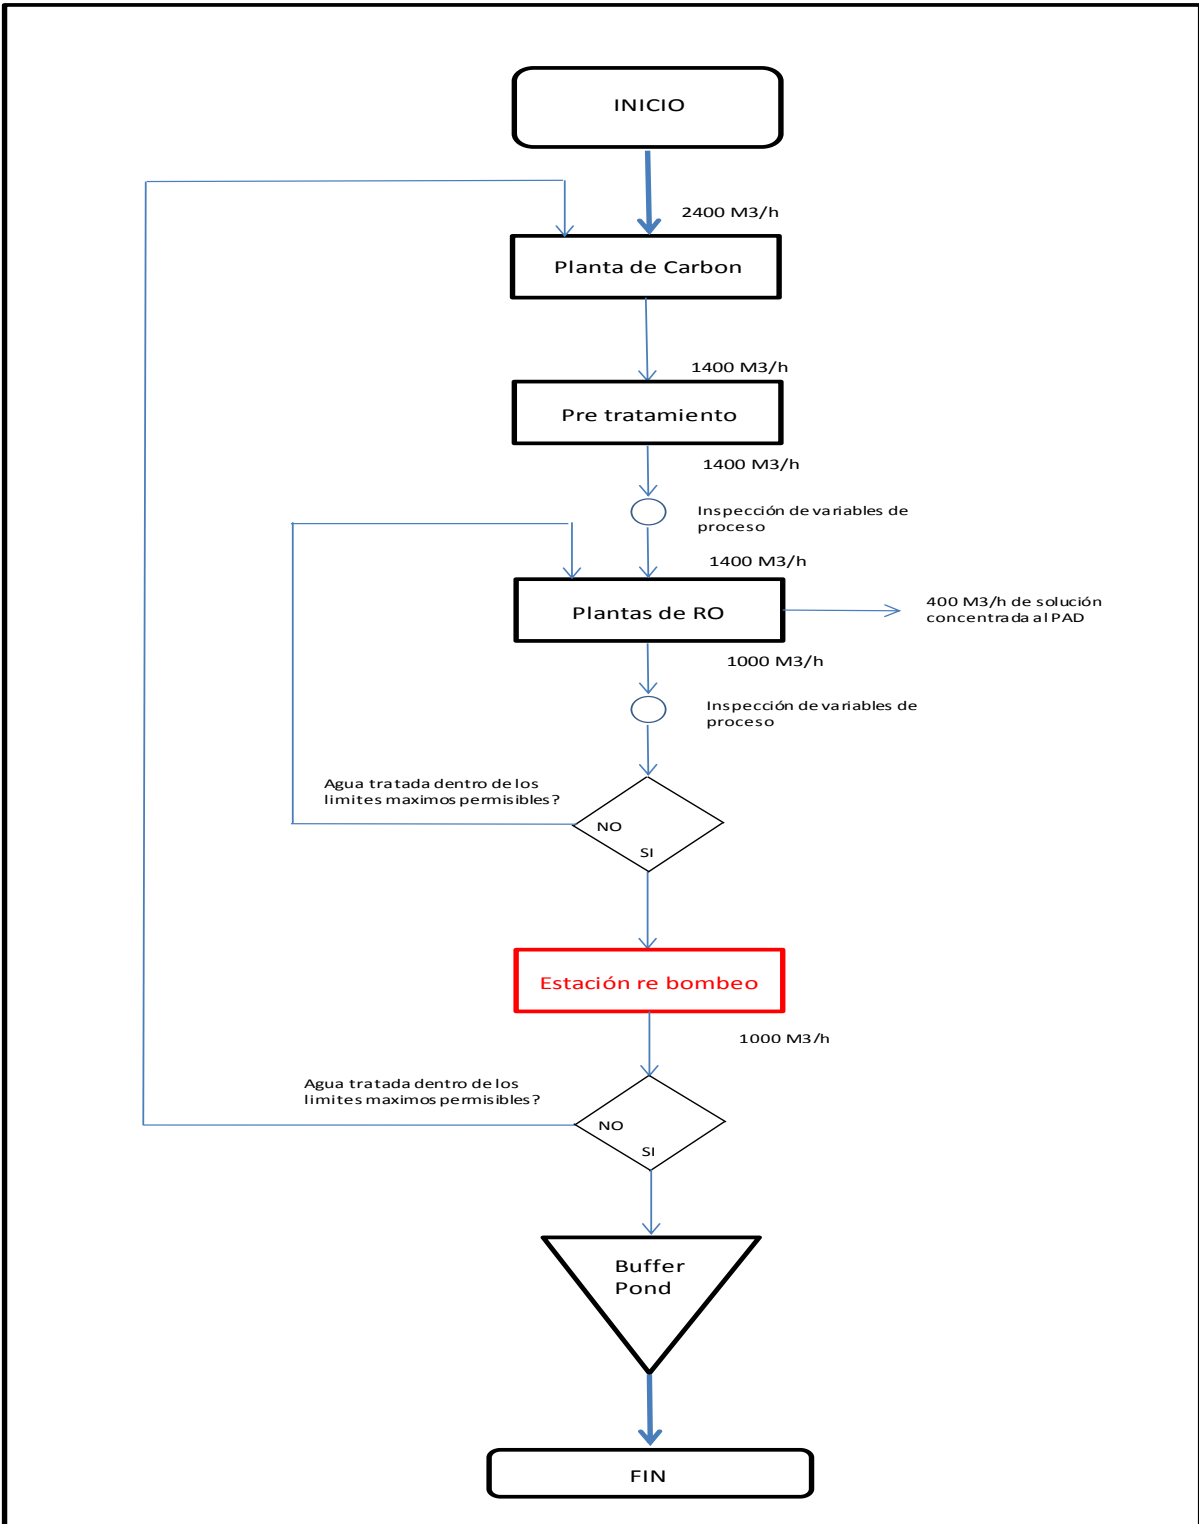 INICIO
2400 M3/h
Planta de Carbon
1400 M3/h
Pre tratamiento
1400 M3/h
Inspección de variables de
proceso
1400 M3/h
Plantas de RO
400 M3/h de solución
concentrada al PAD
1000 M3/h
Inspección de variables de
proceso
Agua tratada dentro de los
limites maximos permisibles?
NO
SI
Estación re bombeo
1000 M3/h
Agua tratada dentro de los
limites maximos permisibles?
NO
SI
Buffer
Pond
FIN